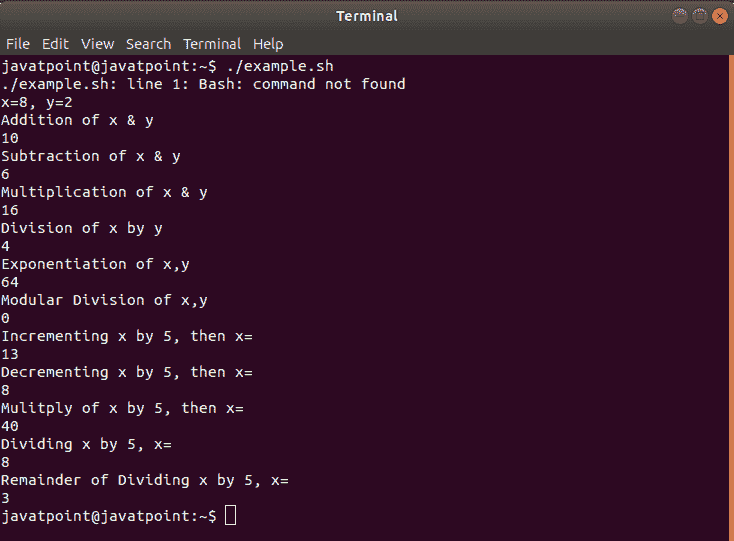 Terminal
File Edit View Search Terminal Help
javatpoint@javatpoint:~$ ./example.sh
./example.sh: line 1: Bash: command not found
x=8, y=2
Addition of x & y
10
Subtraction of x & y
6
Multiplication of x & y
16
Division of x by y
4
Exponentiation of x,y
64
Modular Division of x,y
0
Incrementing x by 5, then x=
13
Decrementing x by 5, then x=
8
Mulitply of x by 5, then x=
40
Dividing x by 5, x=
8
Remainder of Dividing x by 5, x=
3
javatpoint@javatpoint:~$